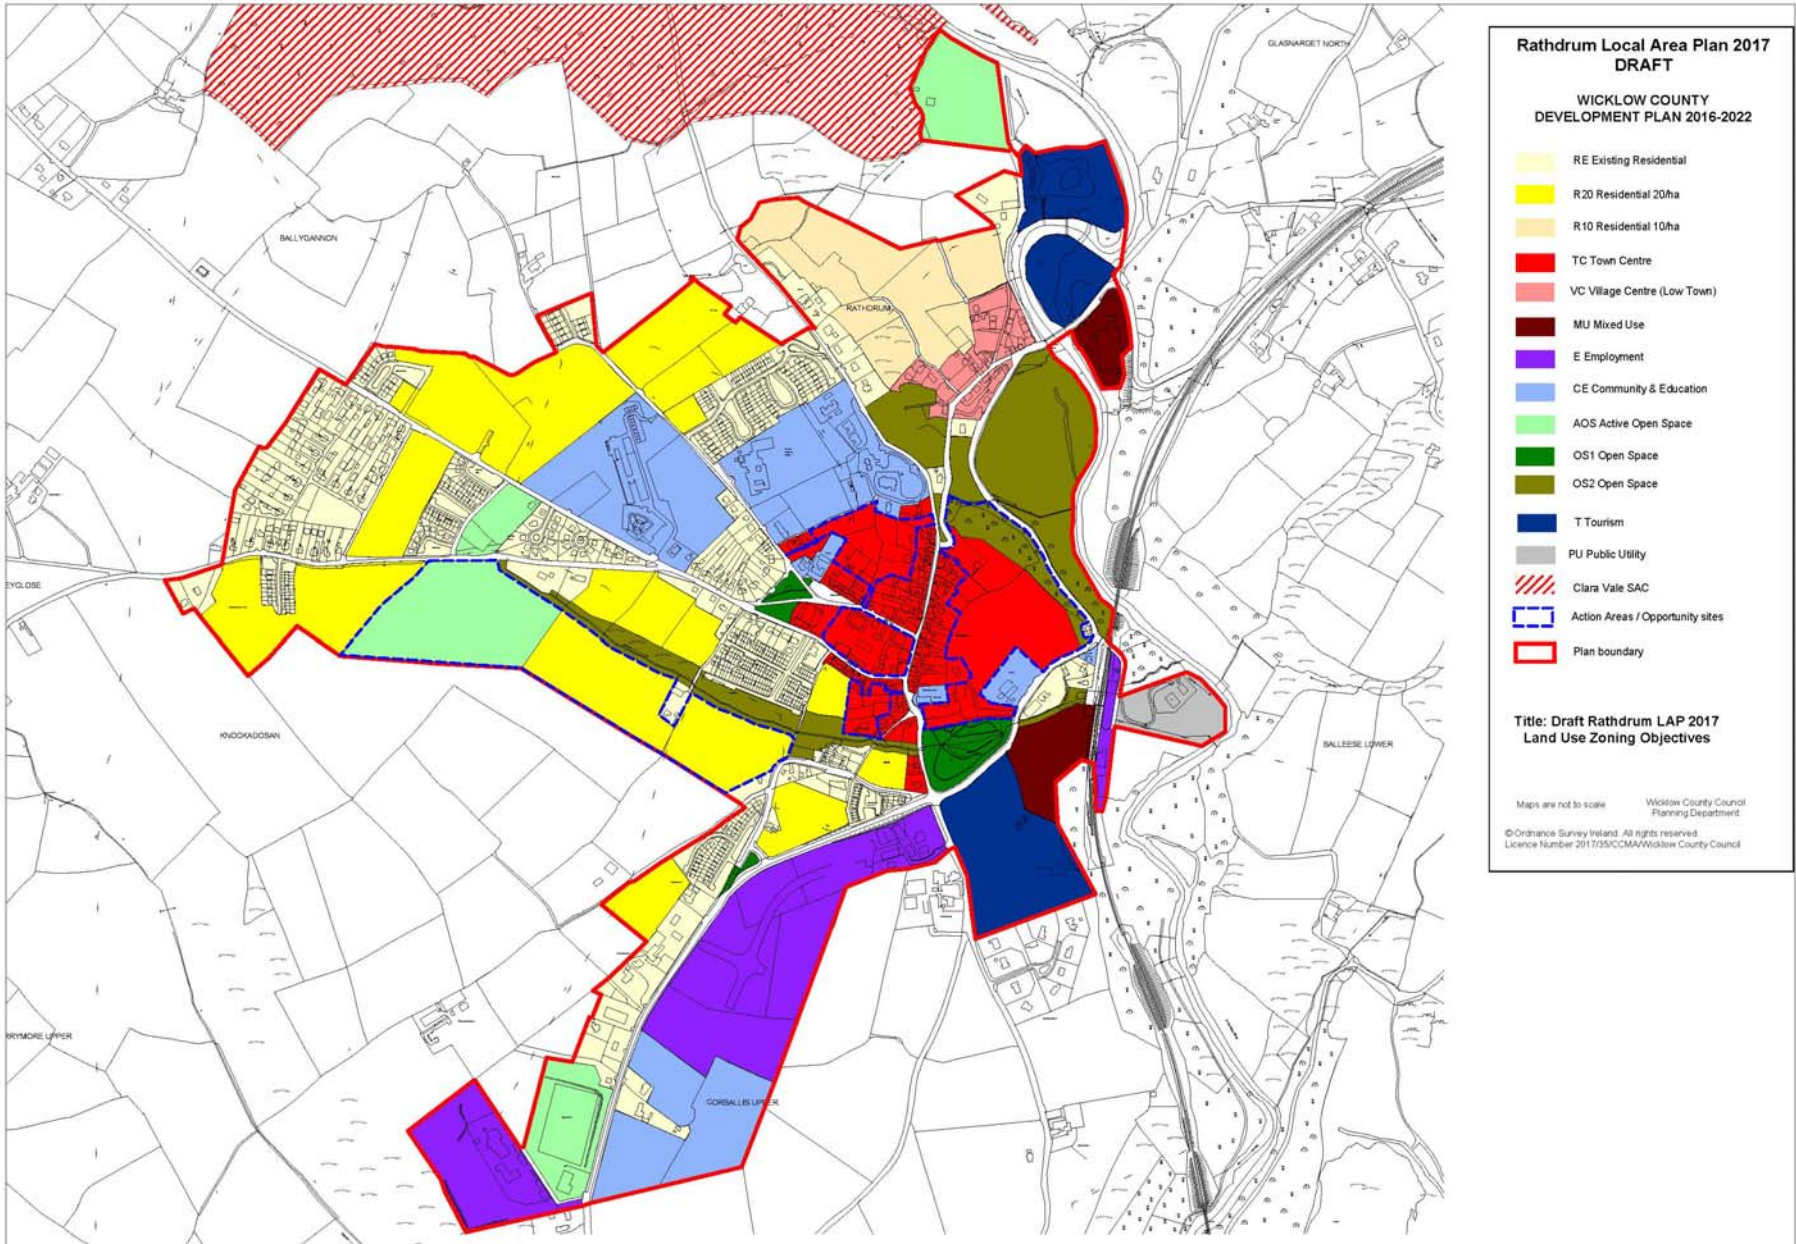 GLASNARGET NORTH
BALLYGANNON
RATHDRUM
EYGLOSE
KNOCKADOSAN
BALLEESE LOWER
RRYMORE UPPER
CORBALLIS UPPER
Rathdrum Local Area Plan 2017
DRAFT
WICKLOW COUNTY
DEVELOPMENT PLAN 2016-2022
RE Existing Residential
R20 Residential 20/ha
R10 Residential 10/ha
TC Town Centre
VC Village Centre (Low Town)
MU Mixed Use
E Employment
CE Community & Education
AOS Active Open Space
OS1 Open Space
OS2 Open Space
T Tourism
PU Public Utility
Clara Vale SAC
Action Areas / Opportunity sites
Plan boundary
Title: Draft Rathdrum LAP 2017
Land Use Zoning Objectives
Maps are not to scale
Wicklow County Council
Planning Department
© Ordnance Survey Ireland. All rights reserved.
Licence Number 2017/35/CCMA/Wicklow County Council